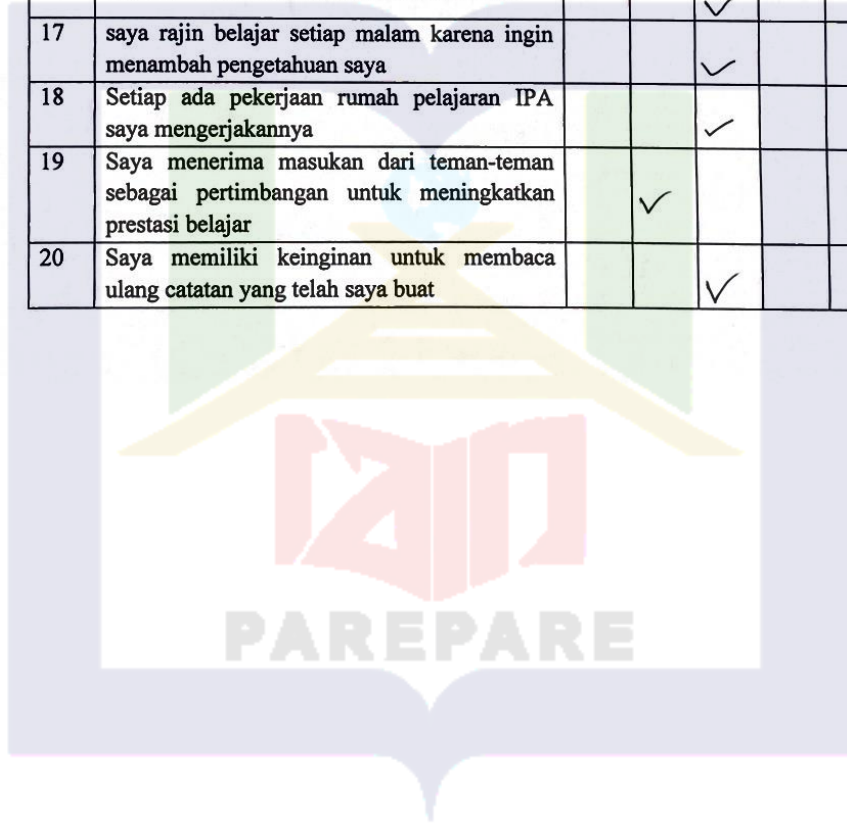 17 saya rajin belajar setiap malam karena ingin
menambah pengetahuan saya ✓
18 Setiap ada pekerjaan rumah pelajaran IPA
saya mengerjakannya ✓
19 Saya menerima masukan dari teman-teman
sebagai pertimbangan untuk meningkatkan ✓
prestasi belajar
20 Saya memiliki keinginan untuk membaca
ulang catatan yang telah saya buat ✓
PAREPARE